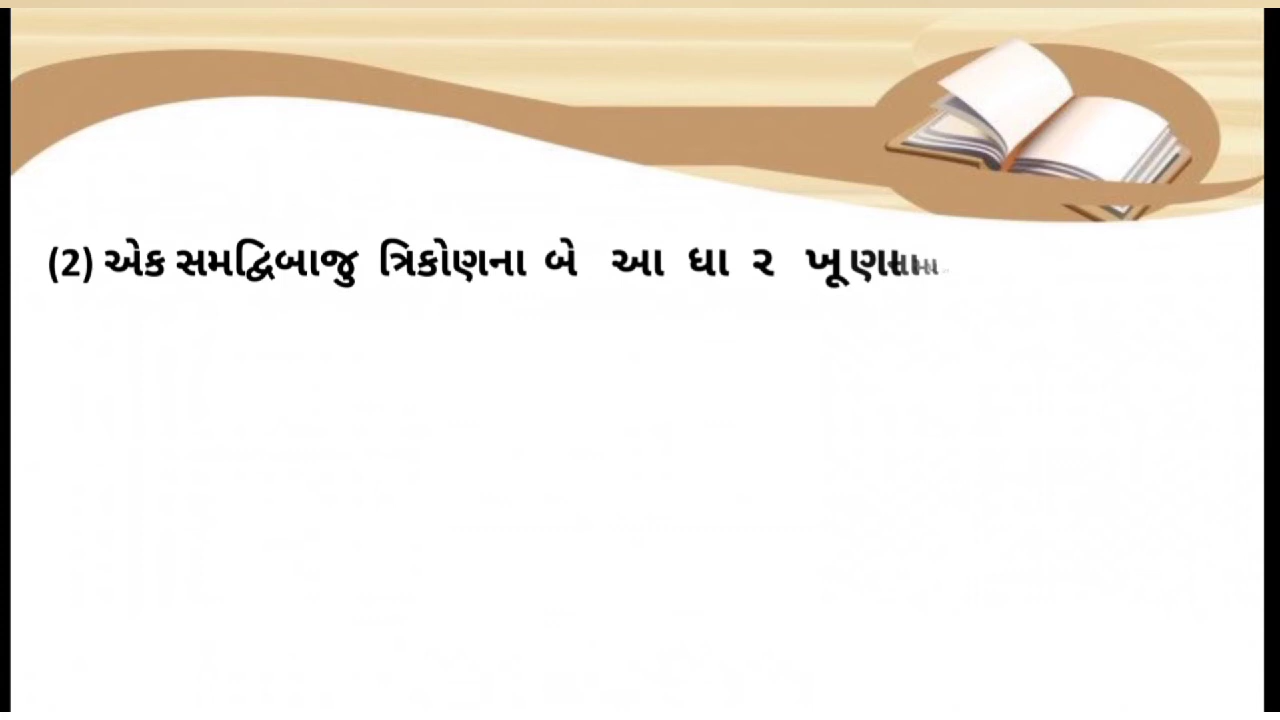 (2) એક સમદ્વિબાજુ ત્રિકોણના બે આ ધા ર